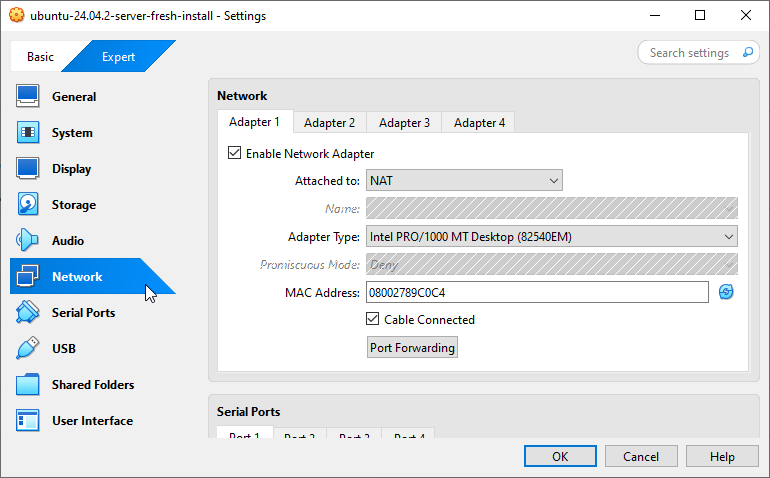 ubuntu-24.04.2-server-fresh-install - Settings
Basic
Expert
Search settings
General
System
Display
Storage
Audio
Network
Serial Ports
USB
Shared Folders
User Interface
Network
Adapter 1
Adapter 2
Adapter 3
Adapter 4
Enable Network Adapter
Attached to: NAT
Name:
Adapter Type: Intel PRO/1000 MT Desktop (82540EM)
Promiscuous Mode: Deny
MAC Address: 08002789C0C4
Cable Connected
Port Forwarding
Serial Ports
Port 1
Port 2
Port 3
Port 4
OK
Cancel
Help